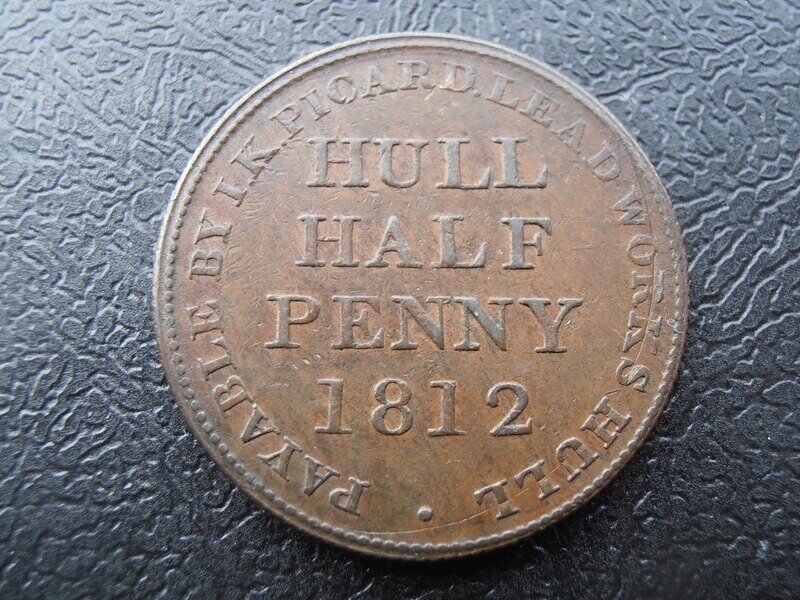 PAYABLE BY I.K. PICARD. LEAD WORKS HULL .
HULL
HALF
PENNY
1812